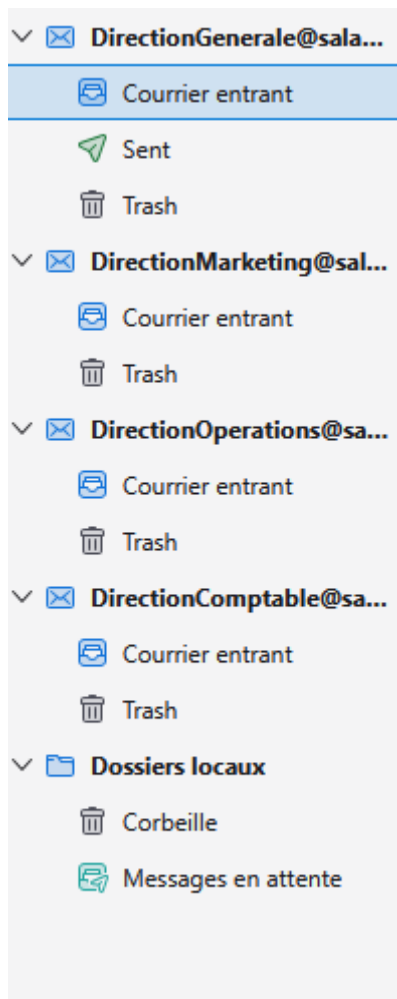 DirectionGenerale@sala...
Courrier entrant
Sent
Trash
DirectionMarketing@sal...
Courrier entrant
Trash
DirectionOperations@sa...
Courrier entrant
Trash
DirectionComptable@sa...
Courrier entrant
Trash
Dossiers locaux
Corbeille
Messages en attente